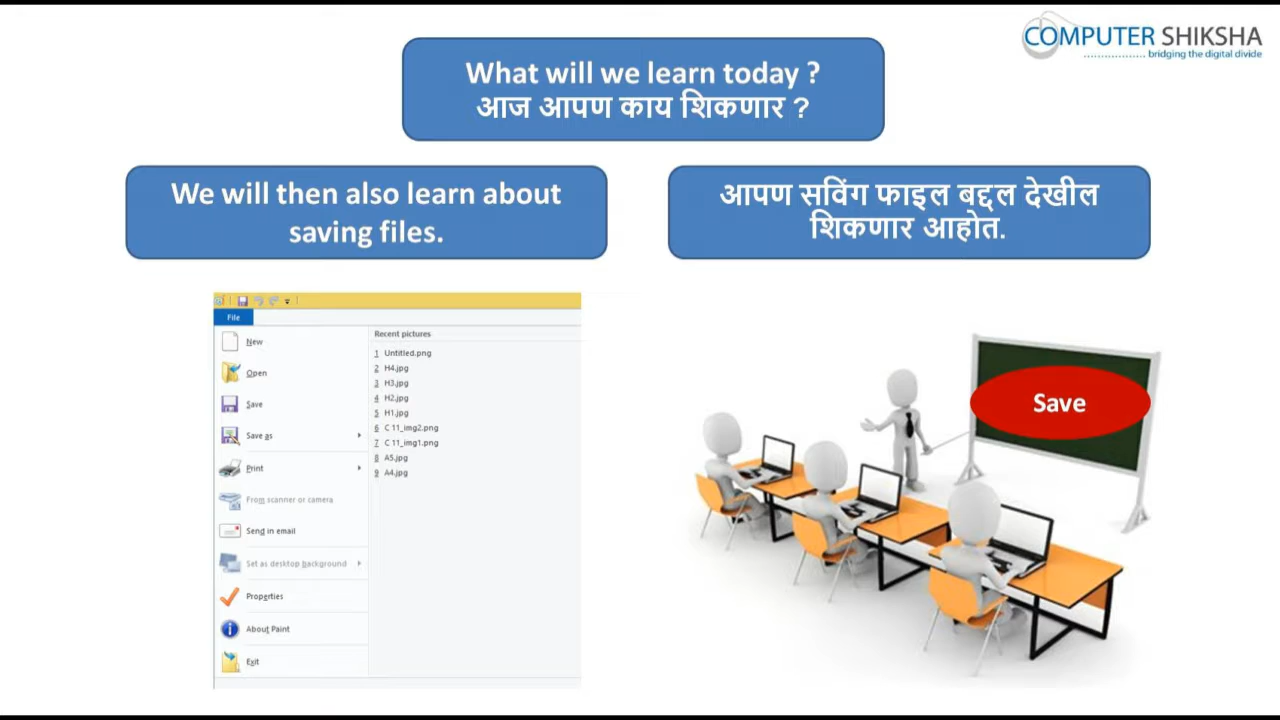 COMPUTER SHIKSHA
bridging the digital divide
What will we learn today ?
आज आपण काय शिकणार ?
We will then also learn about
saving files.
आपण सविंग फाइल बद्दल देखील
शिकणार आहोत.
File
New
Open
Save
Save as
Print
From scanner or camera
Send in email
Set as desktop background
Properties
About Paint
Exit
Recent pictures
1 Untitled.png
2 H4.jpg
3 H3.jpg
4 H2.jpg
5 H1.jpg
6 C 11_img2.png
7 C 11_img1.png
8 A5.jpg
9 A4.jpg
Save